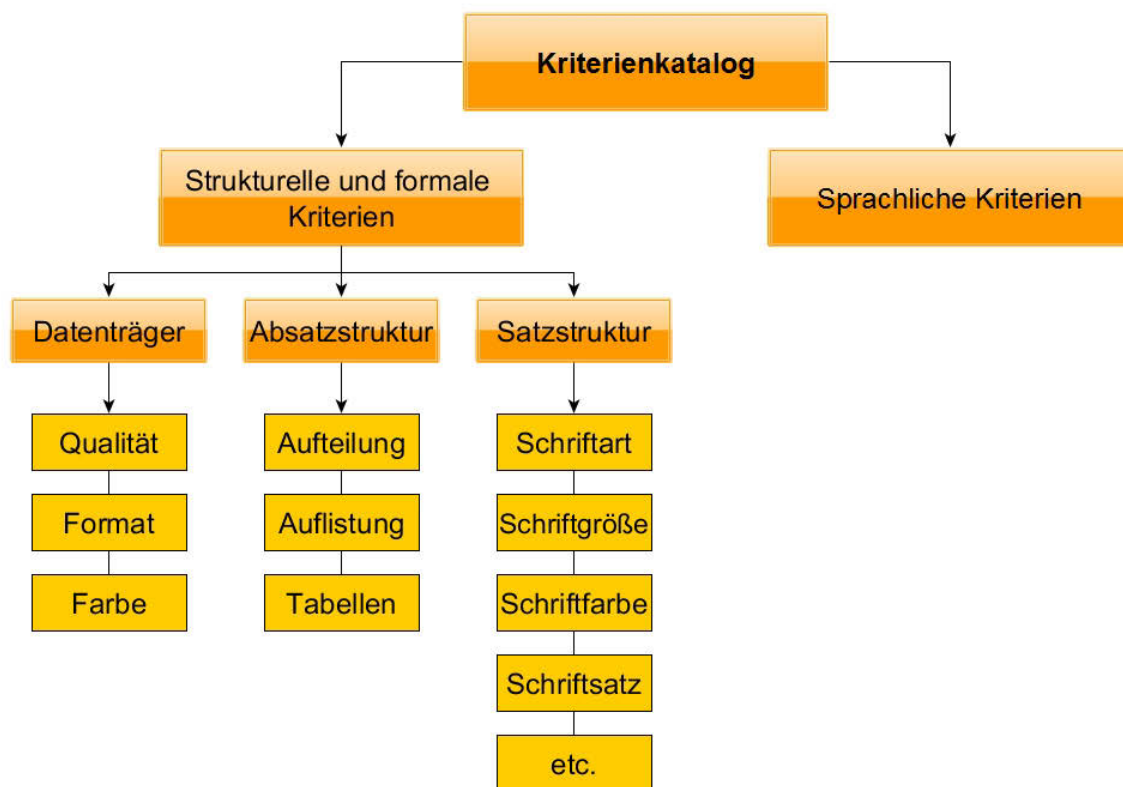 Kriterienkatalog
Strukturelle und formale
Kriterien
Sprachliche Kriterien
Datenträger
Absatzstruktur
Satzstruktur
Qualität
Aufteilung
Schriftart
Format
Auflistung
Schriftgröße
Farbe
Tabellen
Schriftfarbe
Schriftsatz
etc.